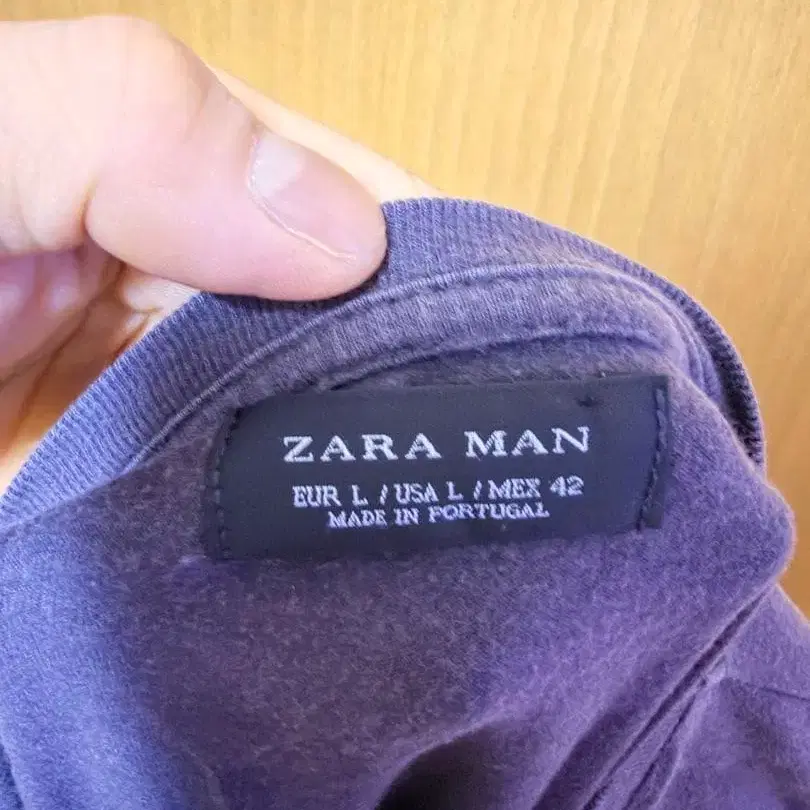 ZARA MAN
EUR L / USA L / MEX 42
MADE IN PORTUGAL